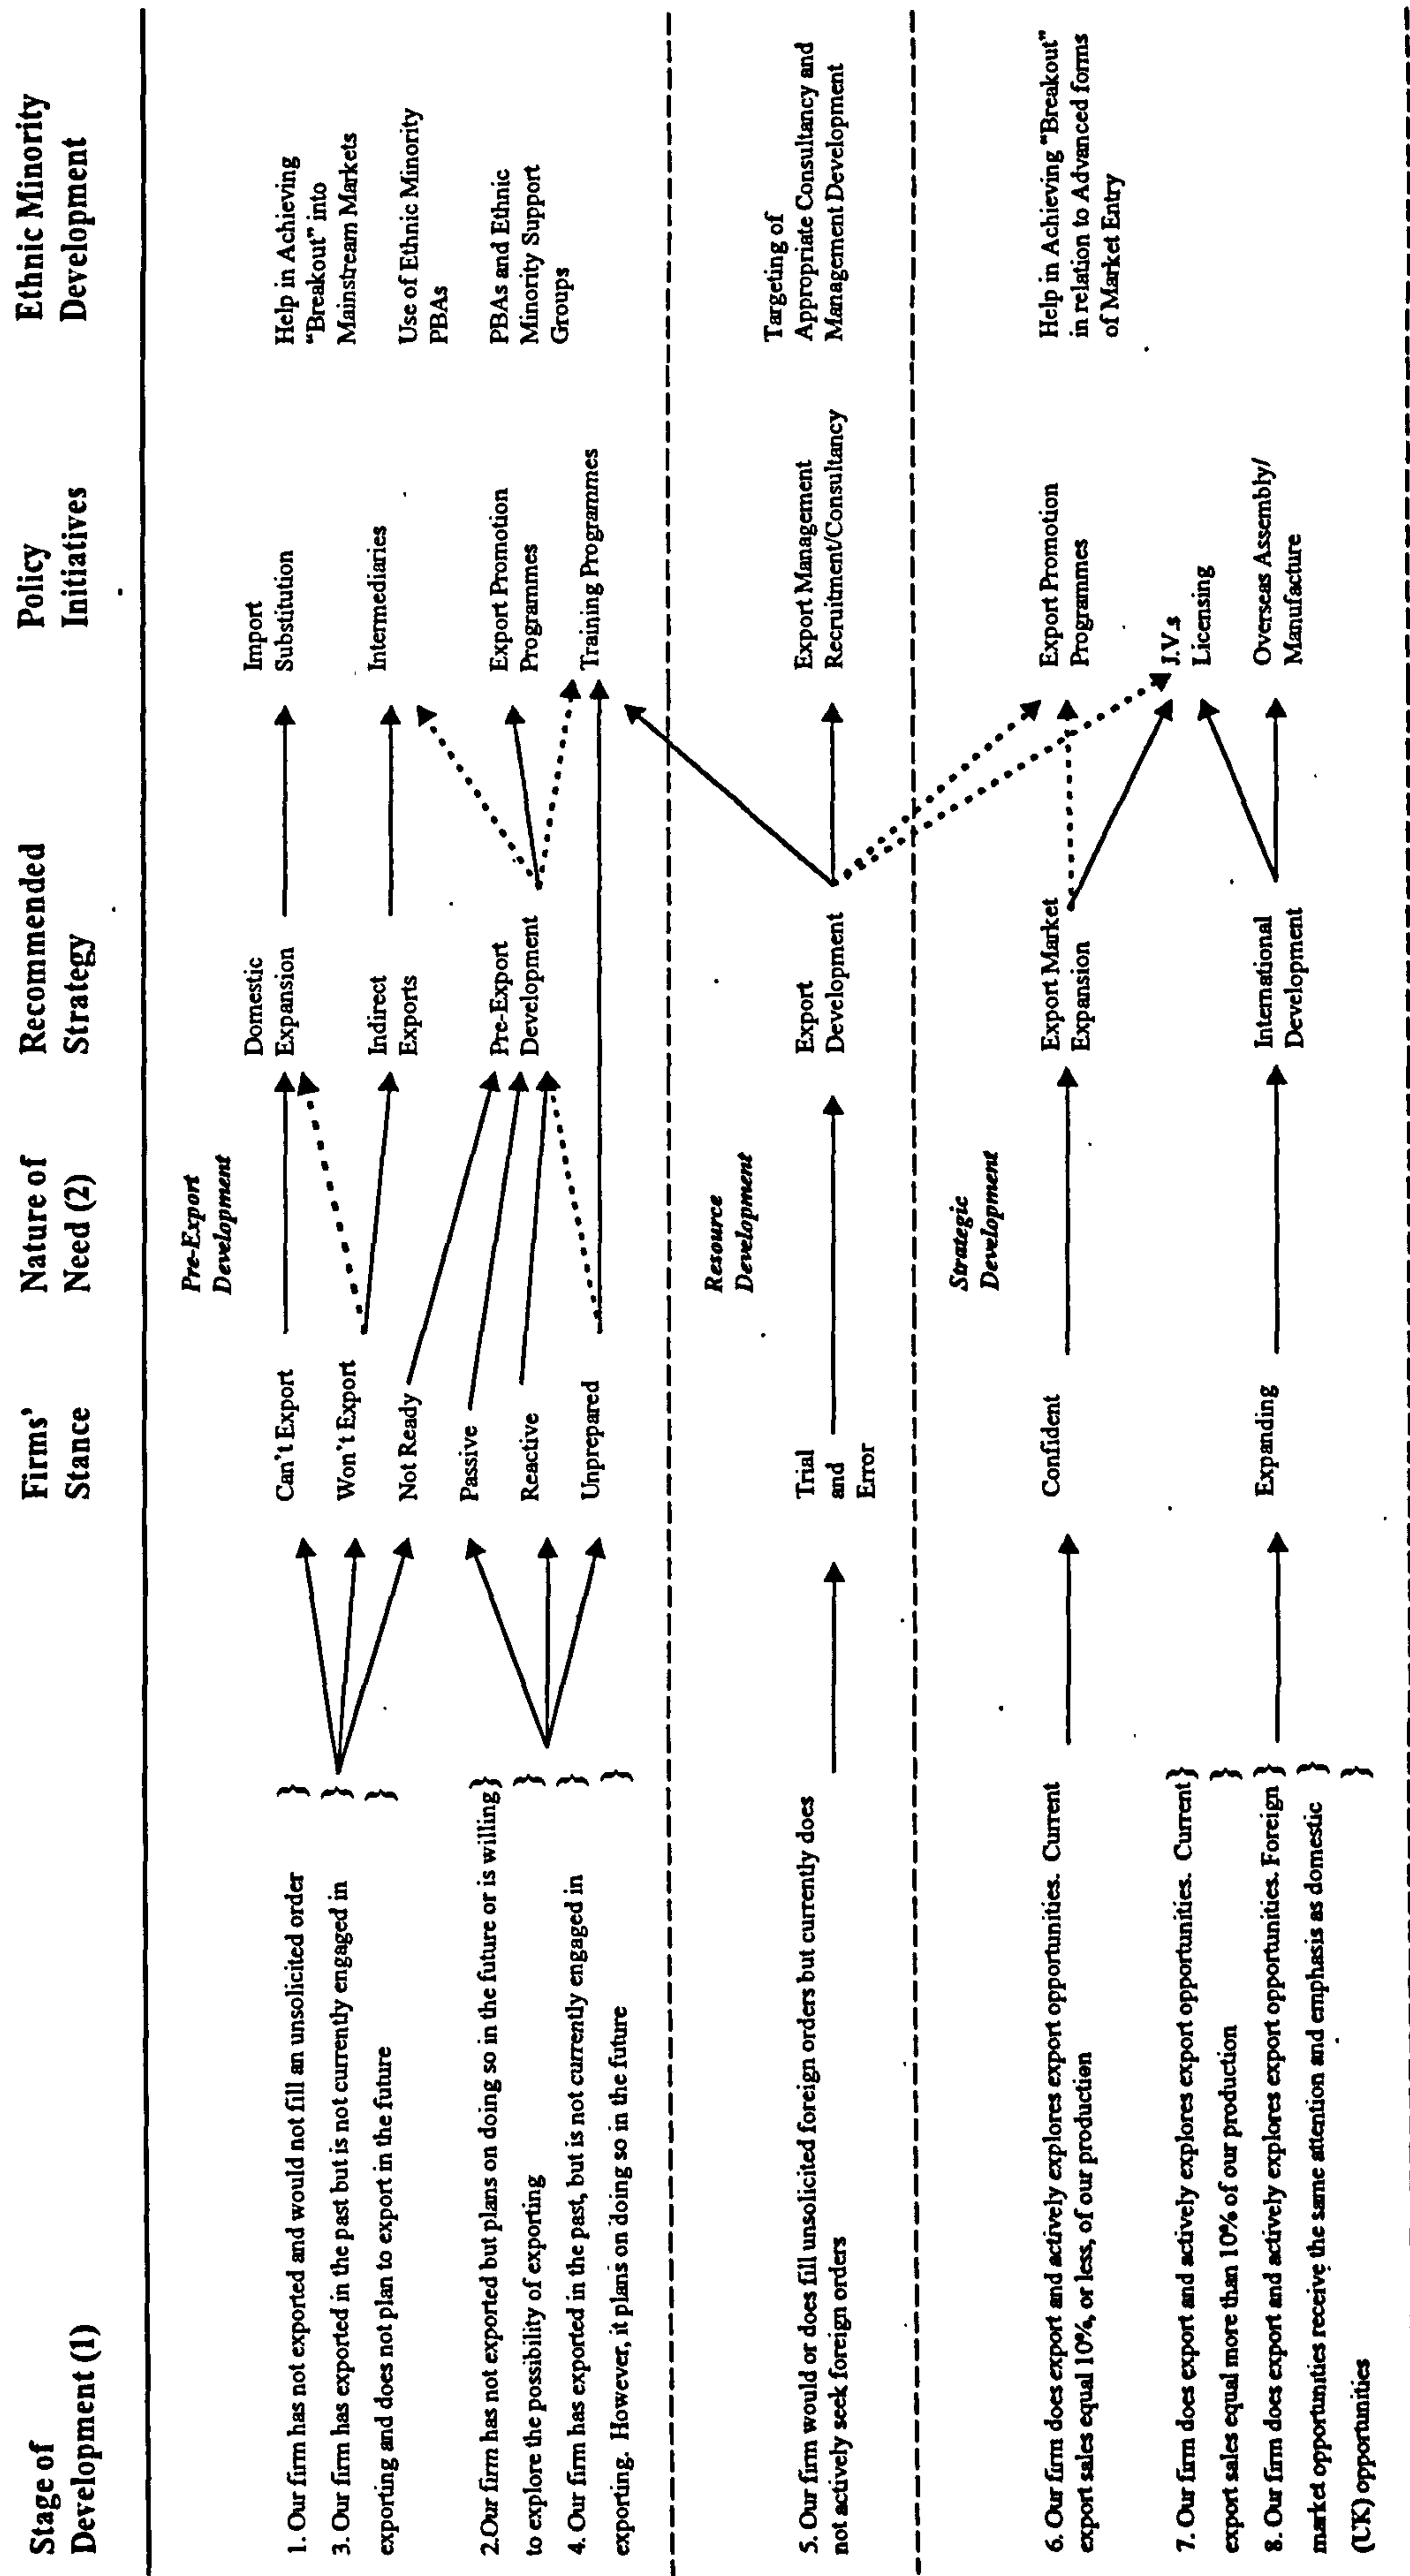 Stage of
Development (1)
Firms'
Stance
Nature of
Need (2)
Recommended
Strategy
Policy
Initiatives
Ethnic Minority
Development
Pre-Export
Development
1. Our firm has not exported and would not fill an unsolicited order }
3. Our firm has exported in the past but is not currently engaged in }
exporting and does not plan to export in the future }
2.Our firm has not exported but plans on doing so in the future or is willing}
to explore the possibility of exporting }
4. Our firm has exported in the past, but is not currently engaged in }
exporting. However, it plans on doing so in the future }
Can't Export
Won't Export
Not Ready
Passive
Reactive
Unprepared
Domestic
Expansion
Indirect
Exports
Pre-Export
Development
Import
Substitution
Intermediaries
Export Promotion
Programmes
Training Programmes
Help in Achieving
"Breakout" into
Mainstream Markets
Use of Ethnic Minority
PBAs
PBAs and Ethnic
Minority Support
Groups
Resource
Development
5. Our firm would or does fill unsolicited foreign orders but currently does
not actively seek foreign orders
Trial
and
Error
Export
Development
Export Management
Recruitment/Consultancy
Targeting of
Appropriate Consultancy and
Management Development
Strategic
Development
6. Our firm does export and actively explores export opportunities. Current
export sales equal 10%, or less, of our production
7. Our firm does export and actively explores export opportunities. Current}
export sales equal more than 10% of our production }
8. Our firm does export and actively explores export opportunities. Foreign }
market opportunities receive the same attention and emphasis as domestic }
(UK) opportunities }
Confident
Expanding
Export Market
Expansion
International
Development
Export Promotion
Programmes
J.V.s
Licensing
Overseas Assembly/
Manufacture
Help in Achieving "Breakout"
in relation to Advanced forms
of Market Entry